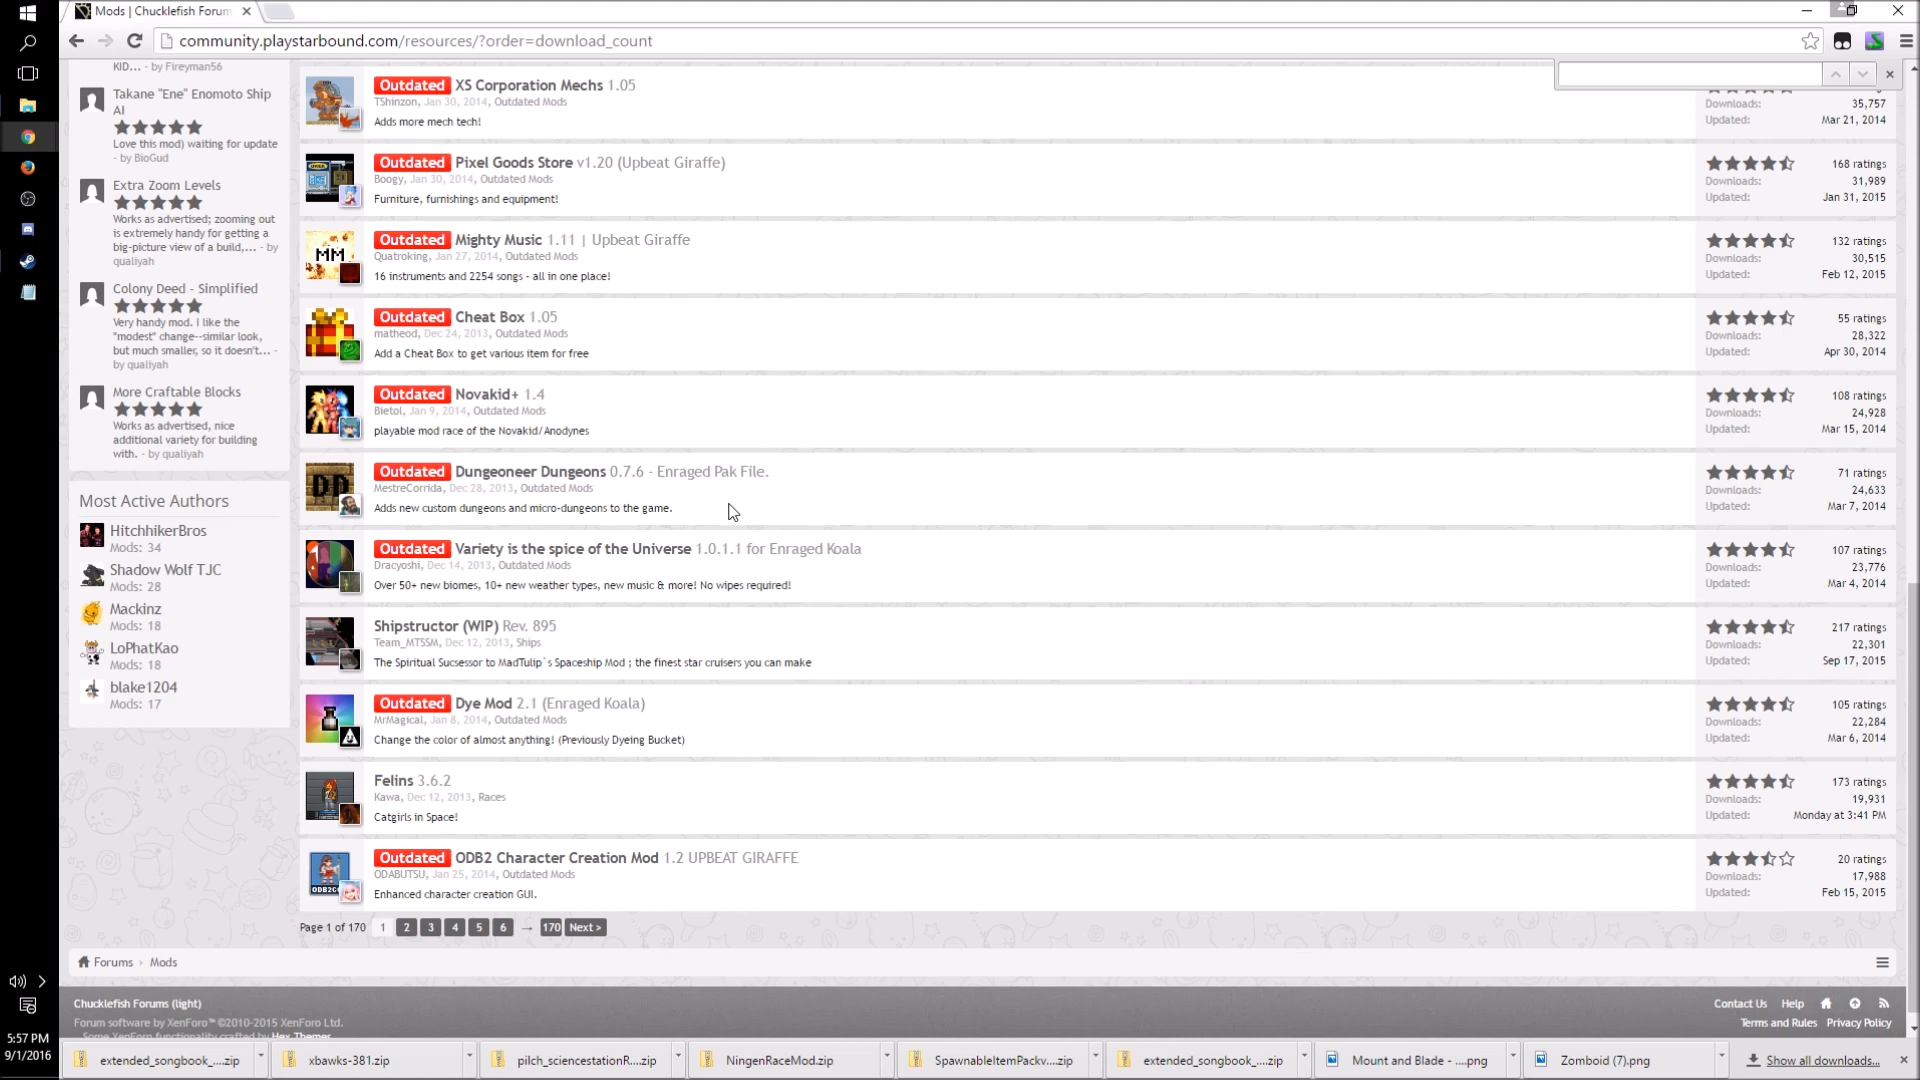 Mods | Chucklefish Forum
community.playstarbound.com/resources/?order=download_count
KID... - by Fireyman56
Takane "Ene" Enomoto Ship
AI
Love this mod) waiting for update
- by BioGud
Extra Zoom Levels
Works as advertised; zooming out
is extremely handy for getting a
big-picture view of a build,... - by
qualiyah
Colony Deed - Simplified
Very handy mod. I like the
"modest" change--similar look,
but much smaller, so it doesn't... -
by qualiyah
More Craftable Blocks
Works as advertised, nice
additional variety for building
with. - by qualiyah
Most Active Authors
HitchhikerBros
Mods: 34
Shadow Wolf TJC
Mods: 28
Mackinz
Mods: 18
LoPhatKao
Mods: 18
blake1204
Mods: 17
Outdated XS Corporation Mechs 1.05
TShinzon, Jan 30, 2014, Outdated Mods
Adds more mech tech!
Downloads: 35,757
Updated: Mar 21, 2014
Outdated Pixel Goods Store v1.20 (Upbeat Giraffe)
Boogy, Jan 30, 2014, Outdated Mods
Furniture, furnishings and equipment!
168 ratings
Downloads: 31,989
Updated: Jan 31, 2015
MM
Outdated Mighty Music 1.11 | Upbeat Giraffe
Quatroking, Jan 27, 2014, Outdated Mods
16 instruments and 2254 songs - all in one place!
132 ratings
Downloads: 30,515
Updated: Feb 12, 2015
Outdated Cheat Box 1.05
matheod, Dec 24, 2013, Outdated Mods
Add a Cheat Box to get various item for free
55 ratings
Downloads: 28,322
Updated: Apr 30, 2014
Outdated Novakid+ 1.4
Bietol, Jan 9, 2014, Outdated Mods
playable mod race of the Novakid/Anodynes
108 ratings
Downloads: 24,928
Updated: Mar 15, 2014
DD
Outdated Dungeoneer Dungeons 0.7.6 - Enraged Pak File.
MestreCorrida, Dec 28, 2013, Outdated Mods
Adds new custom dungeons and micro-dungeons to the game.
71 ratings
Downloads: 24,633
Updated: Mar 7, 2014
Outdated Variety is the spice of the Universe 1.0.1.1 for Enraged Koala
Dracyoshi, Dec 14, 2013, Outdated Mods
Over 50+ new biomes, 10+ new weather types, new music & more! No wipes required!
107 ratings
Downloads: 23,776
Updated: Mar 4, 2014
Shipstructor (WIP) Rev. 895
Team_MTSSM, Dec 12, 2013, Ships
The Spiritual Sucsessor to MadTulip`s Spaceship Mod ; the finest star cruisers you can make
217 ratings
Downloads: 22,301
Updated: Sep 17, 2015
Outdated Dye Mod 2.1 (Enraged Koala)
MrMagical, Jan 8, 2014, Outdated Mods
Change the color of almost anything! (Previously Dyeing Bucket)
105 ratings
Downloads: 22,284
Updated: Mar 6, 2014
Felins 3.6.2
Kawa, Dec 12, 2013, Races
Catgirls in Space!
173 ratings
Downloads: 19,931
Updated: Monday at 3:41 PM
Outdated ODB2 Character Creation Mod 1.2 UPBEAT GIRAFFE
ODABUTSU, Jan 25, 2014, Outdated Mods
Enhanced character creation GUI.
20 ratings
Downloads: 17,988
Updated: Feb 15, 2015
Page 1 of 170 1 2 3 4 5 6 → 170 Next >
Forums › Mods
Chucklefish Forums (light)
Contact Us Help
Forum software by XenForo™ ©2010-2015 XenForo Ltd.
Terms and Rules Privacy Policy
Some XenForo functionality crafted by Hex Themes
5:57 PM
9/1/2016
extended_songbook_....zip
xbawks-381.zip
pilch_sciencestationR....zip
NingenRaceMod.zip
SpawnableItemPackv....zip
extended_songbook_....zip
Mount and Blade - ....png
Zomboid (7).png
Show all downloads...